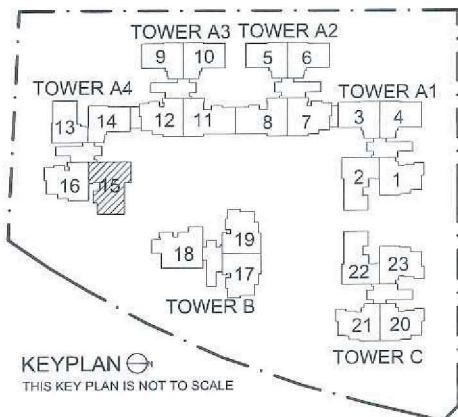 TOWER A3 TOWER A2
9 10 5 6
TOWER A4 TOWER A1
13 14 12 11 8 7 3 4
16 15 2 1
18 19 22 23
17
TOWER B
21 20
TOWER C
KEYPLAN N
THIS KEY PLAN IS NOT TO SCALE